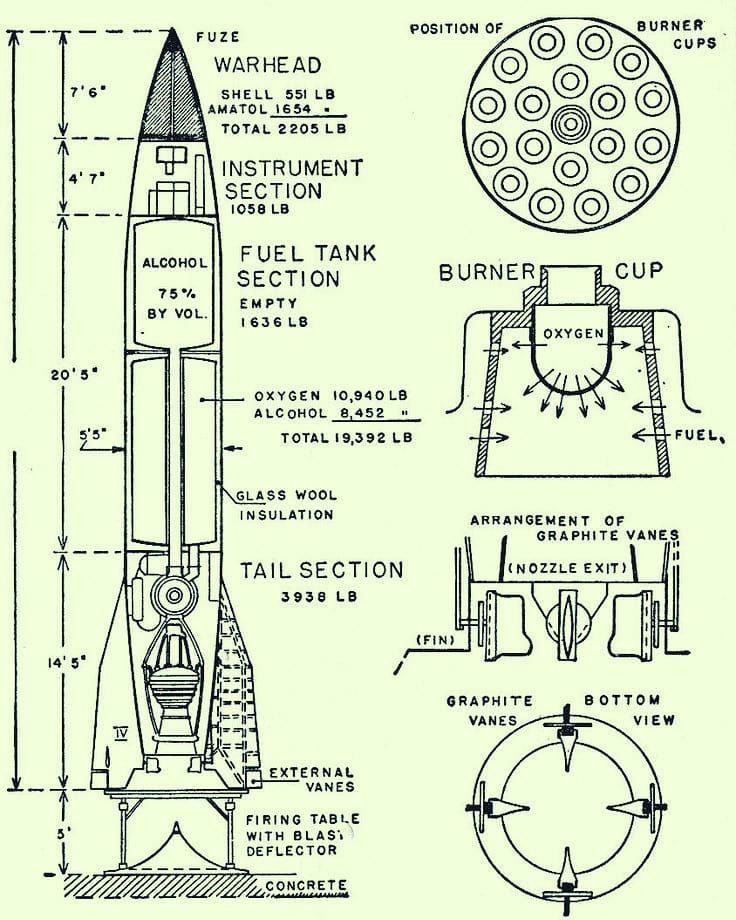 FUZE
WARHEAD
SHELL 551 LB
AMATOL 1654 "
TOTAL 2205 LB
7' 6"
INSTRUMENT
SECTION
1058 LB
4' 7"
ALCOHOL
75%
BY VOL.
FUEL TANK
SECTION
EMPTY
1636 LB
20' 5"
OXYGEN 10,940 LB
ALCOHOL 8,452 "
TOTAL 19,392 LB
5'5"
GLASS WOOL
INSULATION
TAIL SECTION
3938 LB
14' 5"
IV
EXTERNAL
VANES
FIRING TABLE
WITH BLAST
DEFLECTOR
5'
CONCRETE
POSITION OF BURNER
CUPS
BURNER CUP
OXYGEN
FUEL
ARRANGEMENT OF
GRAPHITE VANES
(NOZZLE EXIT)
(FIN)
GRAPHITE BOTTOM
VANES VIEW